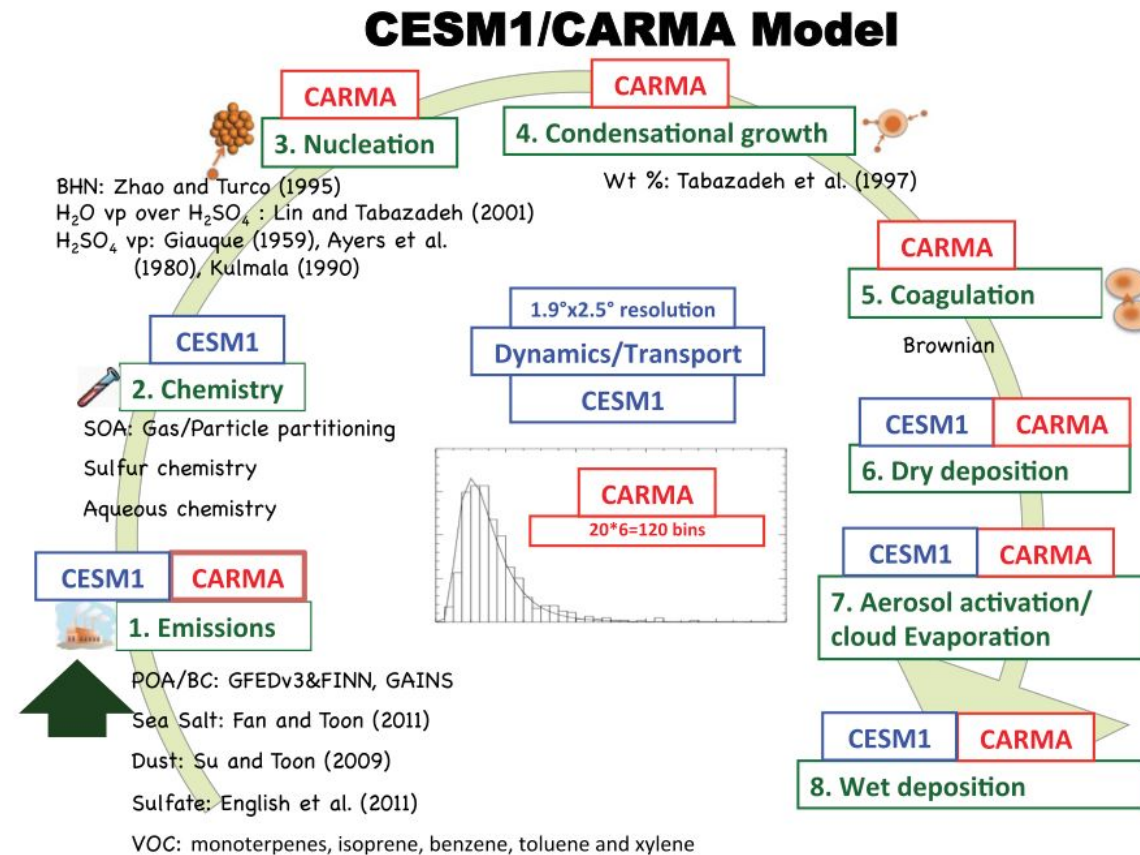 CESM1/CARMA Model
CARMA
3. Nucleation
BHN: Zhao and Turco (1995)
H₂O vp over H₂SO₄ : Lin and Tabazadeh (2001)
H₂SO₄ vp: Giauque (1959), Ayers et al.
(1980), Kulmala (1990)
CARMA
4. Condensational growth
Wt %: Tabazadeh et al. (1997)
CARMA
5. Coagulation
Brownian
CESM1
2. Chemistry
SOA: Gas/Particle partitioning
Sulfur chemistry
Aqueous chemistry
1.9°x2.5° resolution
Dynamics/Transport
CESM1
CARMA
20*6=120 bins
CESM1 CARMA
6. Dry deposition
CESM1 CARMA
7. Aerosol activation/
cloud Evaporation
CESM1 CARMA
8. Wet deposition
CESM1 CARMA
1. Emissions
POA/BC: GFEDv3&FINN, GAINS
Sea Salt: Fan and Toon (2011)
Dust: Su and Toon (2009)
Sulfate: English et al. (2011)
VOC: monoterpenes, isoprene, benzene, toluene and xylene